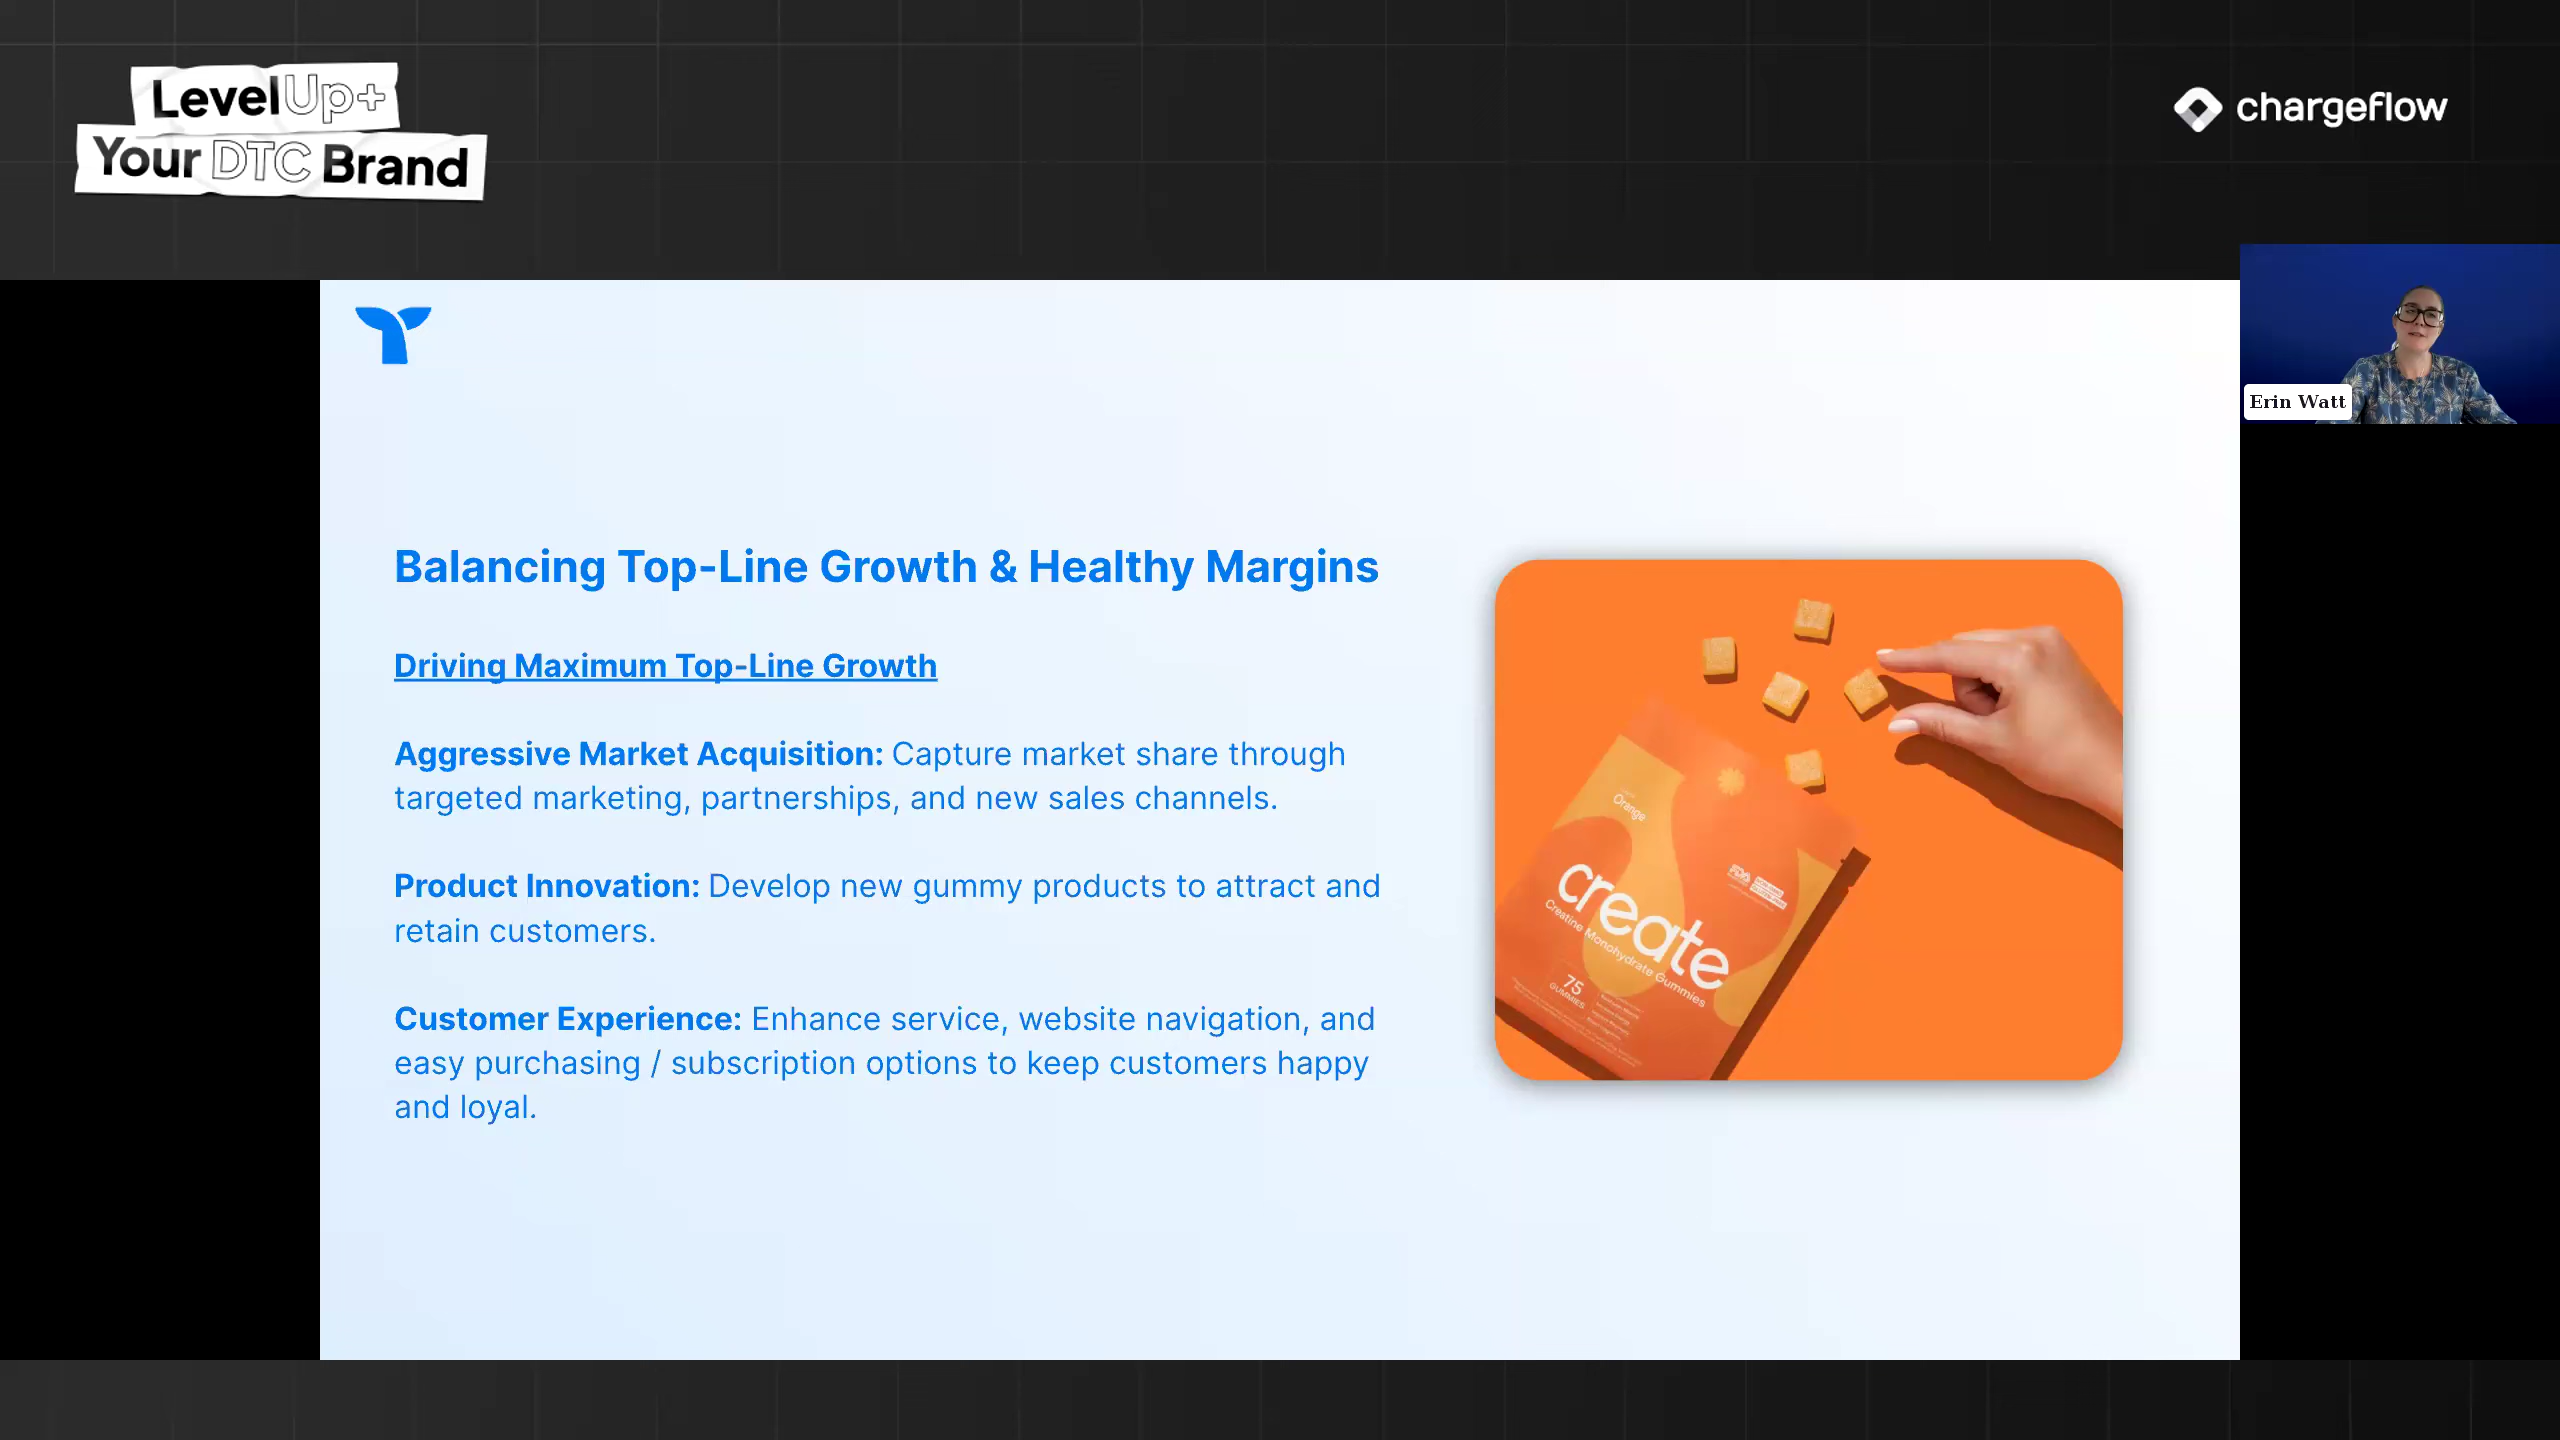 LevelUp+
Your DTC Brand
chargeflow
Erin Watt
Balancing Top-Line Growth & Healthy Margins
Driving Maximum Top-Line Growth
Aggressive Market Acquisition: Capture market share through
targeted marketing, partnerships, and new sales channels.
Product Innovation: Develop new gummy products to attract and
retain customers.
Customer Experience: Enhance service, website navigation, and
easy purchasing / subscription options to keep customers happy
and loyal.
Orange
create
Creatine Monohydrate Gummies
75
GUMMIES